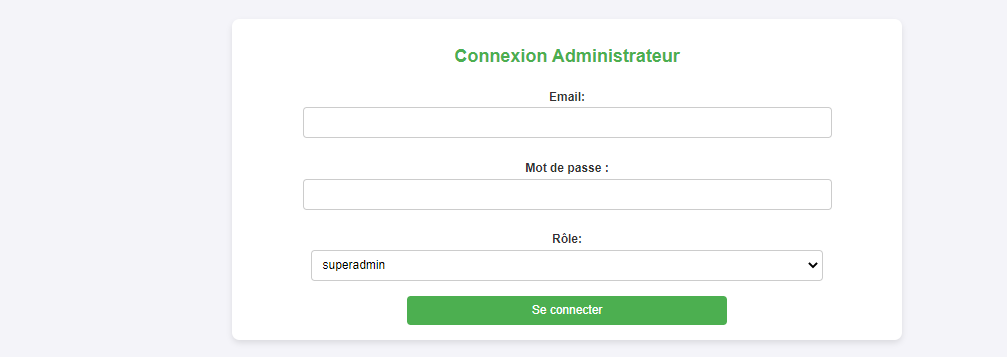 Connexion Administrateur
Email:
Mot de passe :
Rôle:
superadmin
Se connecter